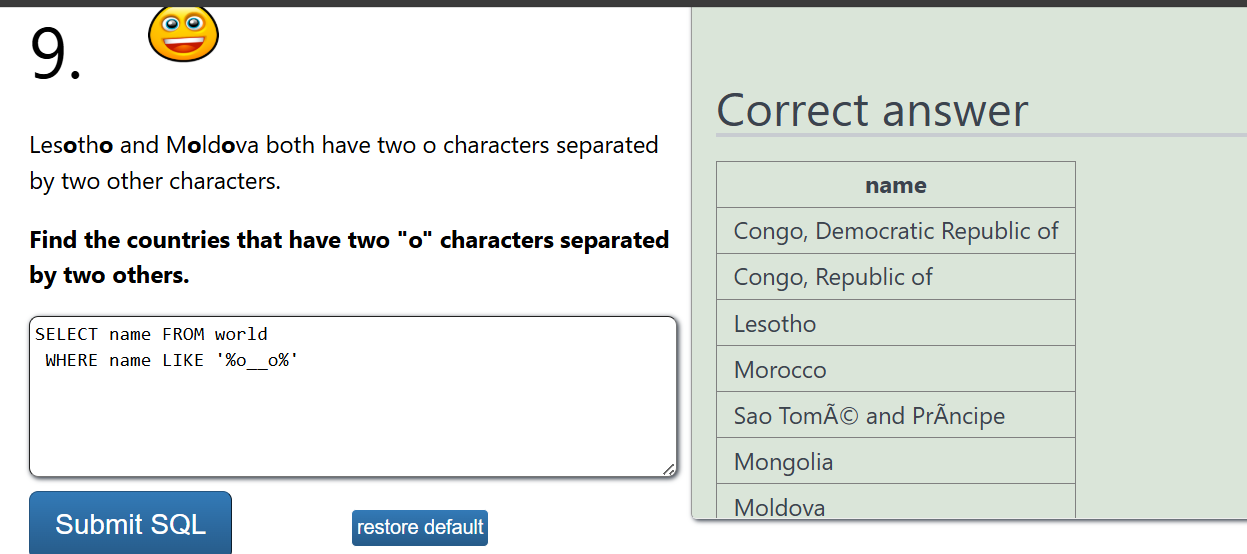 9.
Lesotho and Moldova both have two o characters separated
by two other characters.
Find the countries that have two "o" characters separated
by two others.
SELECT name FROM world
WHERE name LIKE '%o__o%'
Submit SQL
restore default
Correct answer
name
Congo, Democratic Republic of
Congo, Republic of
Lesotho
Morocco
Sao TomÃ© and PrÃncipe
Mongolia
Moldova